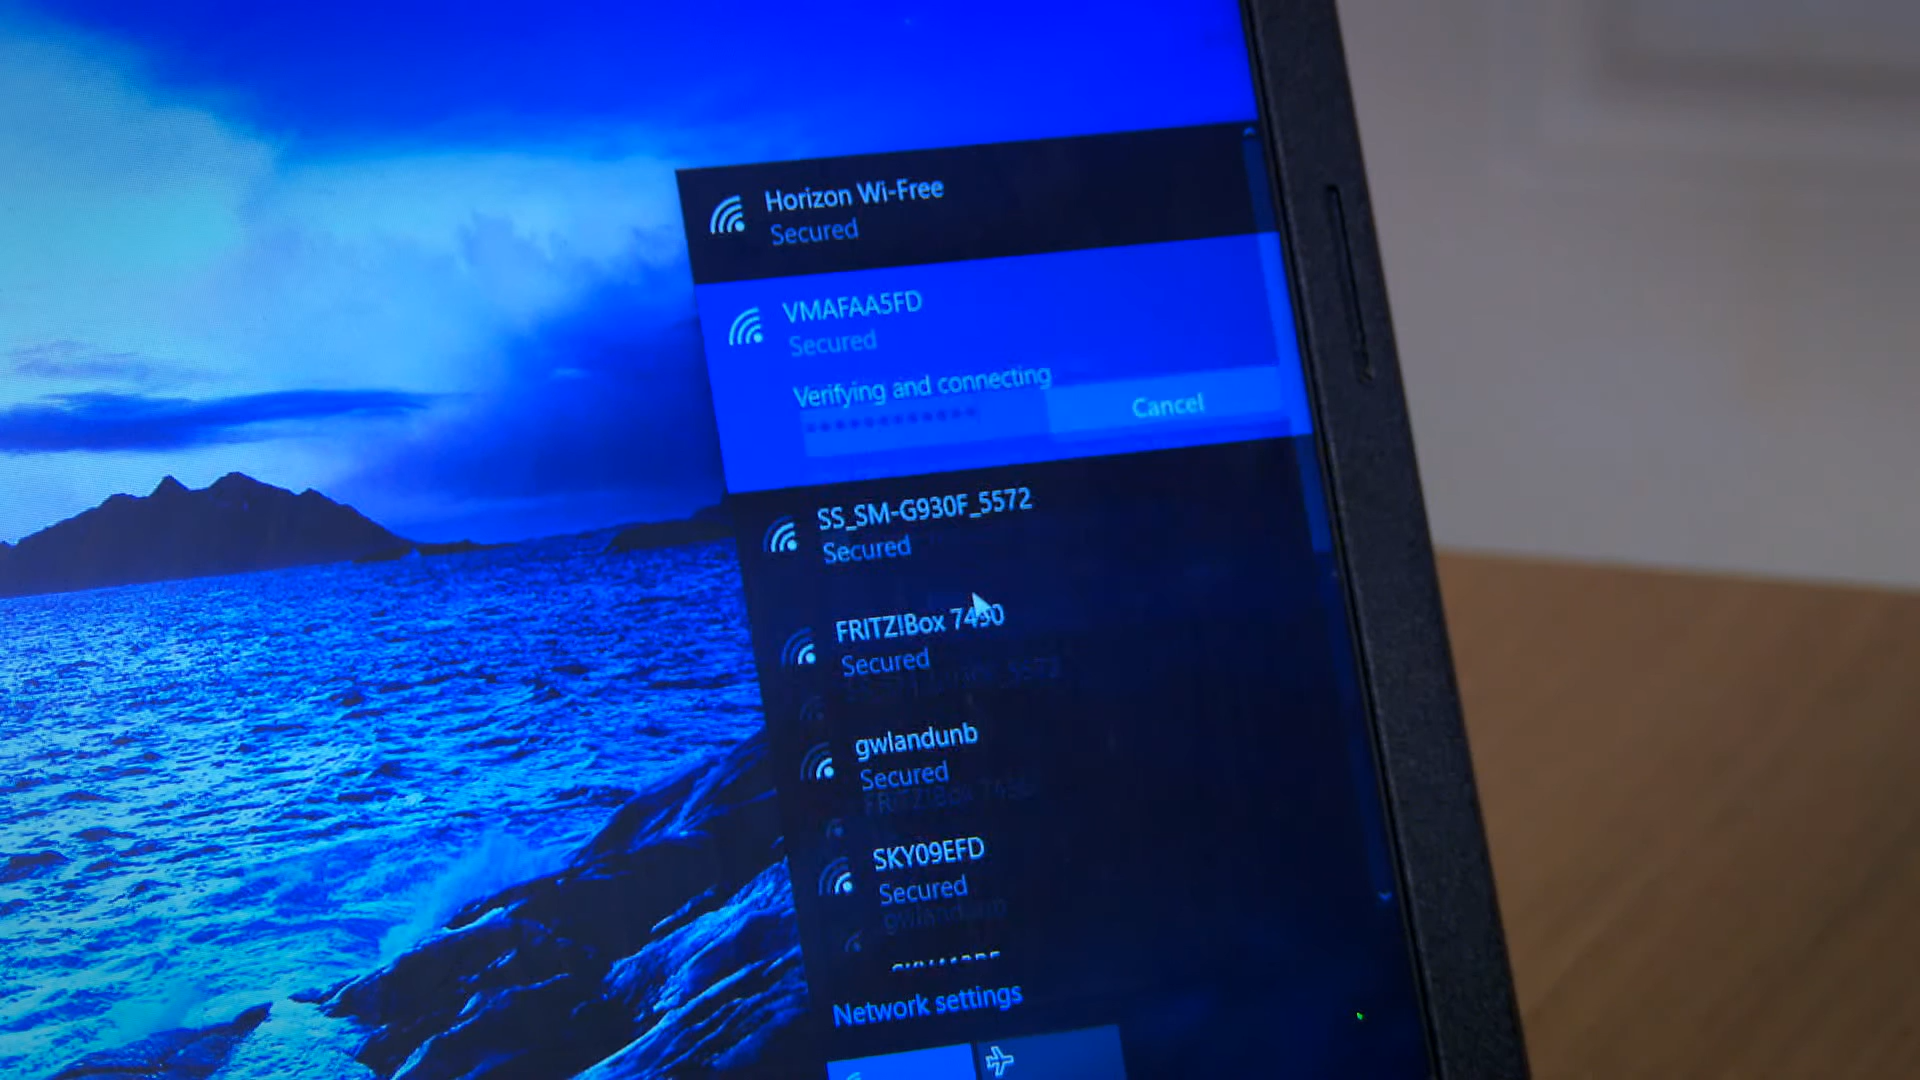 Horizon Wi-Free
Secured
VMAFAA5FD
Secured
Verifying and connecting
Cancel
SS_SM-G930F_5572
Secured
FRITZ!Box 7490
Secured
gwlandunb
Secured
SKY09EFD
Secured
Network settings